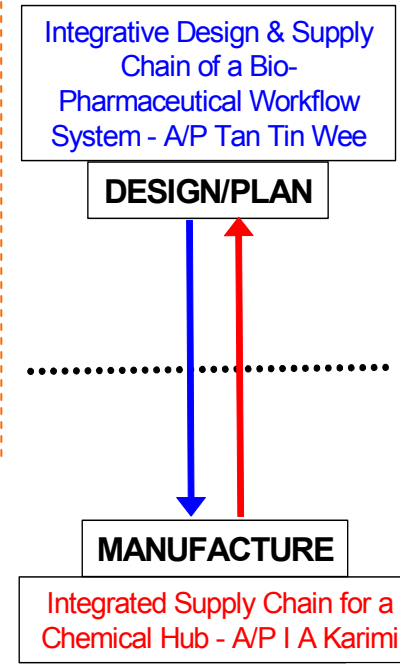 Integrative Design & Supply
Chain of a Bio-
Pharmaceutical Workflow
System - A/P Tan Tin Wee
DESIGN/PLAN
MANUFACTURE
Integrated Supply Chain for a
Chemical Hub - A/P I A Karimi